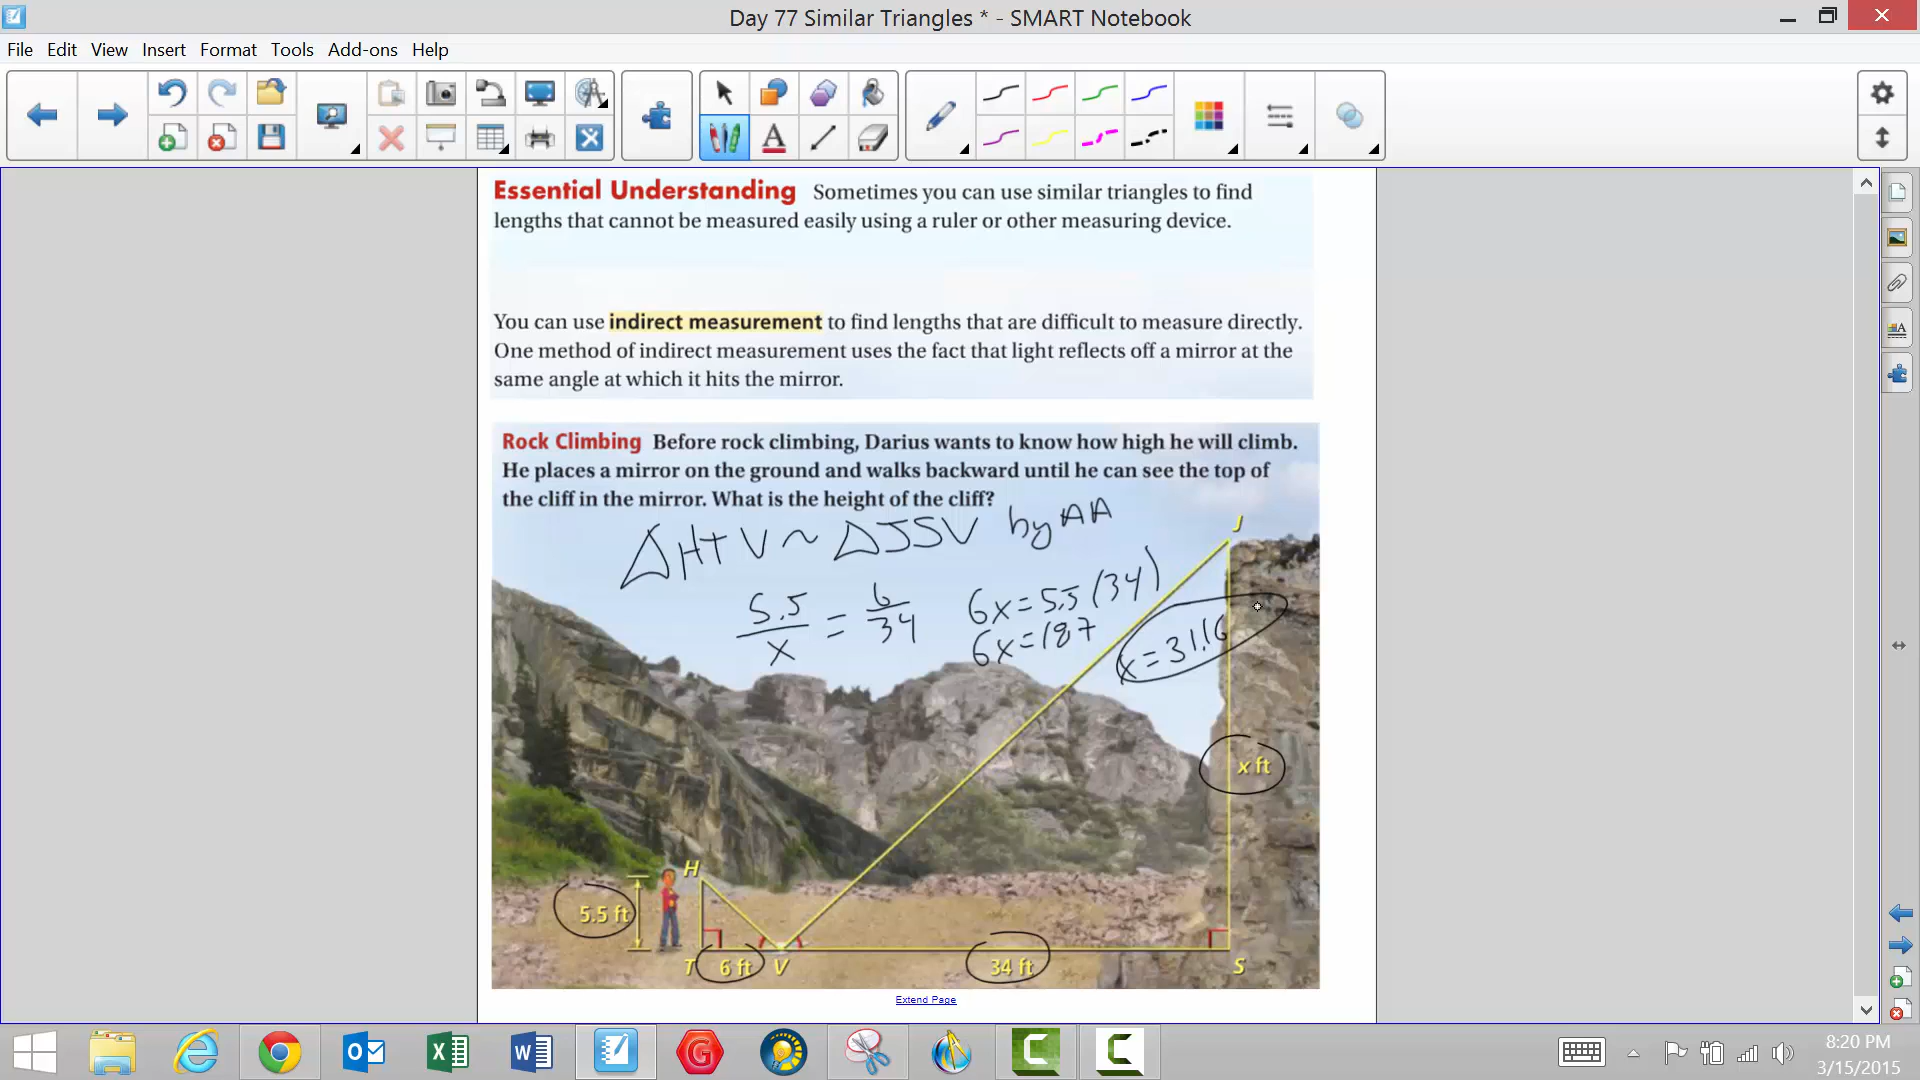 Day 77 Similar Triangles * - SMART Notebook
File Edit View Insert Format Tools Add-ons Help
Essential Understanding Sometimes you can use similar triangles to find
lengths that cannot be measured easily using a ruler or other measuring device.
You can use indirect measurement to find lengths that are difficult to measure directly.
One method of indirect measurement uses the fact that light reflects off a mirror at the
same angle at which it hits the mirror.
Rock Climbing Before rock climbing, Darius wants to know how high he will climb.
He places a mirror on the ground and walks backward until he can see the top of
the cliff in the mirror. What is the height of the cliff?
△HTV ~ △JSV by AA
J
5.5/x = 6/34
6x = 5.5(34)
6x = 187
x = 31.16
x ft
H
5.5 ft
T 6 ft V 34 ft S
Extend Page
8:20 PM
3/15/2015